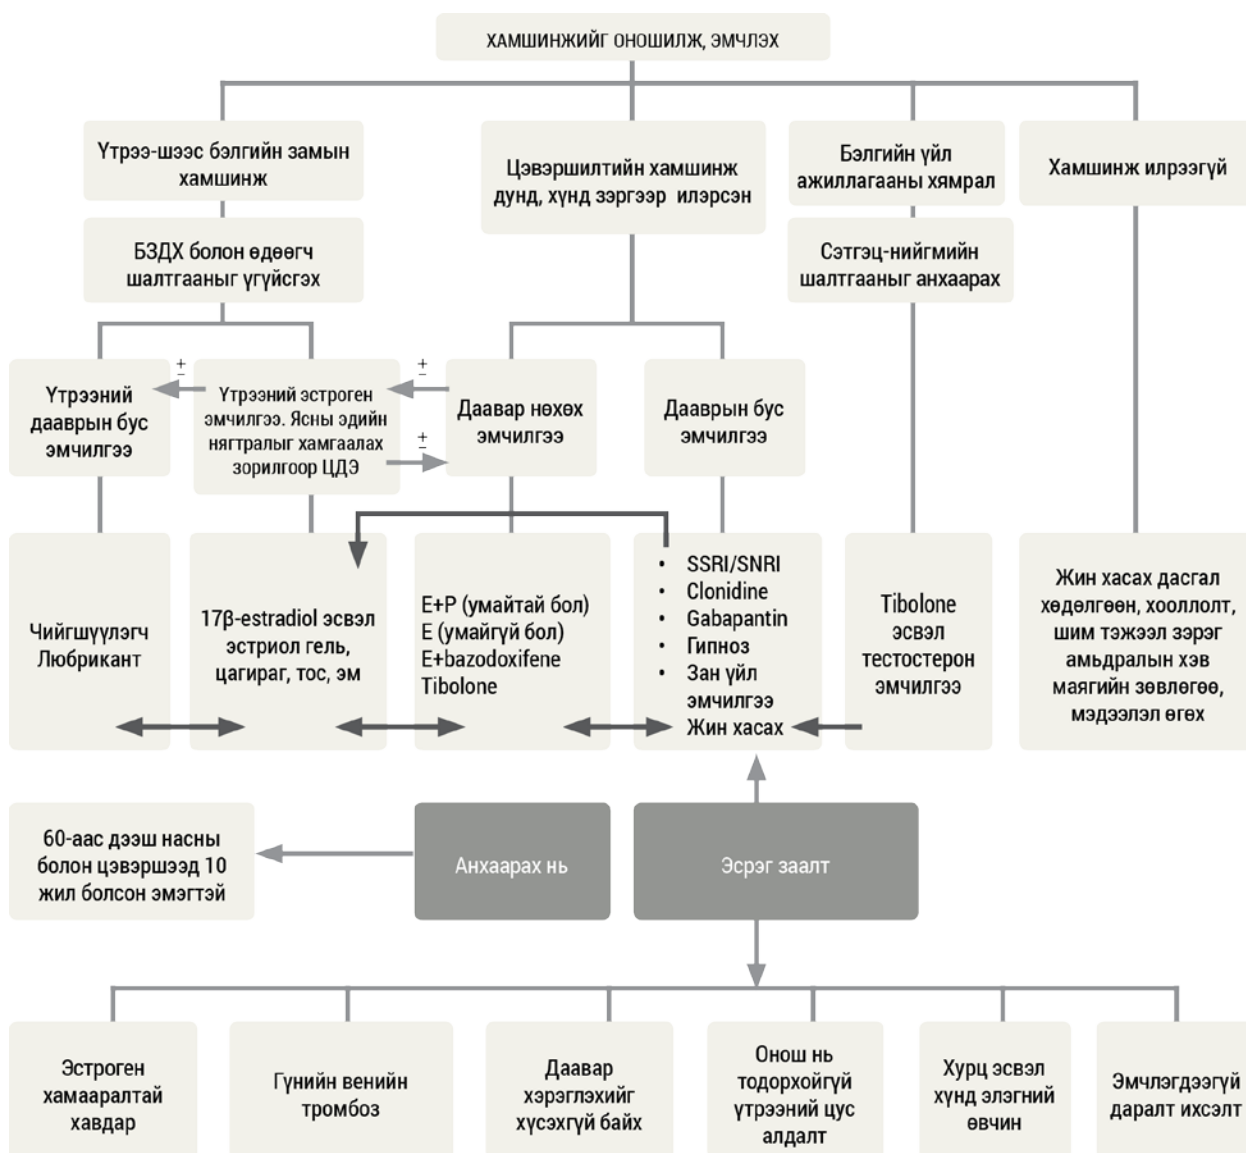 ХАМШИНЖИЙГ ОНОШИЛЖ, ЭМЧЛЭХ
Үтрээ-шээс бэлгийн замын
хамшинж
Цэвэршилтийн хамшинж
дунд, хүнд зэргээр илэрсэн
Бэлгийн үйл
ажиллагааны хямрал
Хамшинж илрээгүй
БЗДХ болон өдөөгч
шалтгааныг үгүйсгэх
Сэтгэц-нийгмийн
шалтгааныг анхаарах
Үтрээний
дааврын бус
эмчилгээ
±
Үтрээний эстроген
эмчилгээ. Ясны эдийн
нягтралыг хамгаалах
зорилгоор ЦДЭ
±
±
Даавар нөхөх
эмчилгээ
Дааврын бус
эмчилгээ
Чийгшүүлэгч
Любрикант
17β-estradiol эсвэл
эстриол гель,
цагираг, тос, эм
E+P (умайтай бол)
E (умайгүй бол)
E+bazodoxifene
Tibolone
• SSRI/SNRI
• Clonidine
• Gabapantin
• Гипноз
• Зан үйл
эмчилгээ
Жин хасах
Tibolone
эсвэл
тестостерон
эмчилгээ
Жин хасах дасгал
хөдөлгөөн, хооллолт,
шим тэжээл зэрэг
амьдралын хэв
маягийн зөвлөгөө,
мэдээлэл өгөх
60-аас дээш насны
болон цэвэршээд 10
жил болсон эмэгтэй
Анхаарах нь
Эсрэг заалт
Эстроген
хамааралтай
хавдар
Гүнийн венийн
тромбоз
Даавар
хэрэглэхийг
хүсэхгүй байх
Онош нь
тодорхойгүй
үтрээний цус
алдалт
Хурц эсвэл
хүнд элэгний
өвчин
Эмчлэгдээгүй
даралт ихсэлт